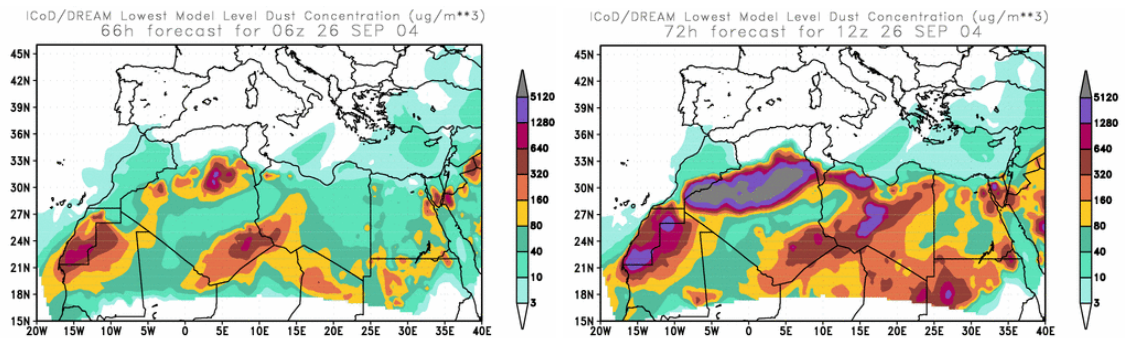 ICoD/DREAM Lowest Model Level Dust Concentration (ug/m**3)
66h forecast for 06z 26 SEP 04
45N
42N
39N
36N
33N
30N
27N
24N
21N
18N
15N
20W 15W 10W 5W 0 5E 10E 15E 20E 25E 30E 35E 40E
5120
1280
640
320
160
80
40
10
3
ICoD/DREAM Lowest Model Level Dust Concentration (ug/m**3)
72h forecast for 12z 26 SEP 04
45N
42N
39N
36N
33N
30N
27N
24N
21N
18N
15N
20W 15W 10W 5W 0 5E 10E 15E 20E 25E 30E 35E 40E
5120
1280
640
320
160
80
40
10
3